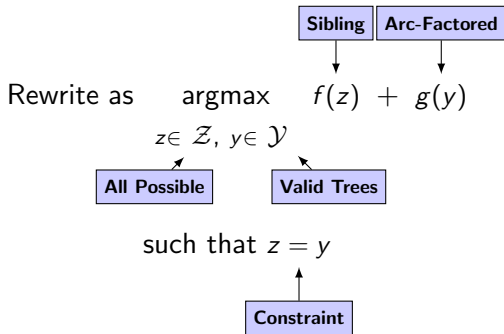 Sibling Arc-Factored
Rewrite as argmax f(z) + g(y)
z∈ 𝒵, y∈ 𝒴
All Possible Valid Trees
such that z = y
Constraint